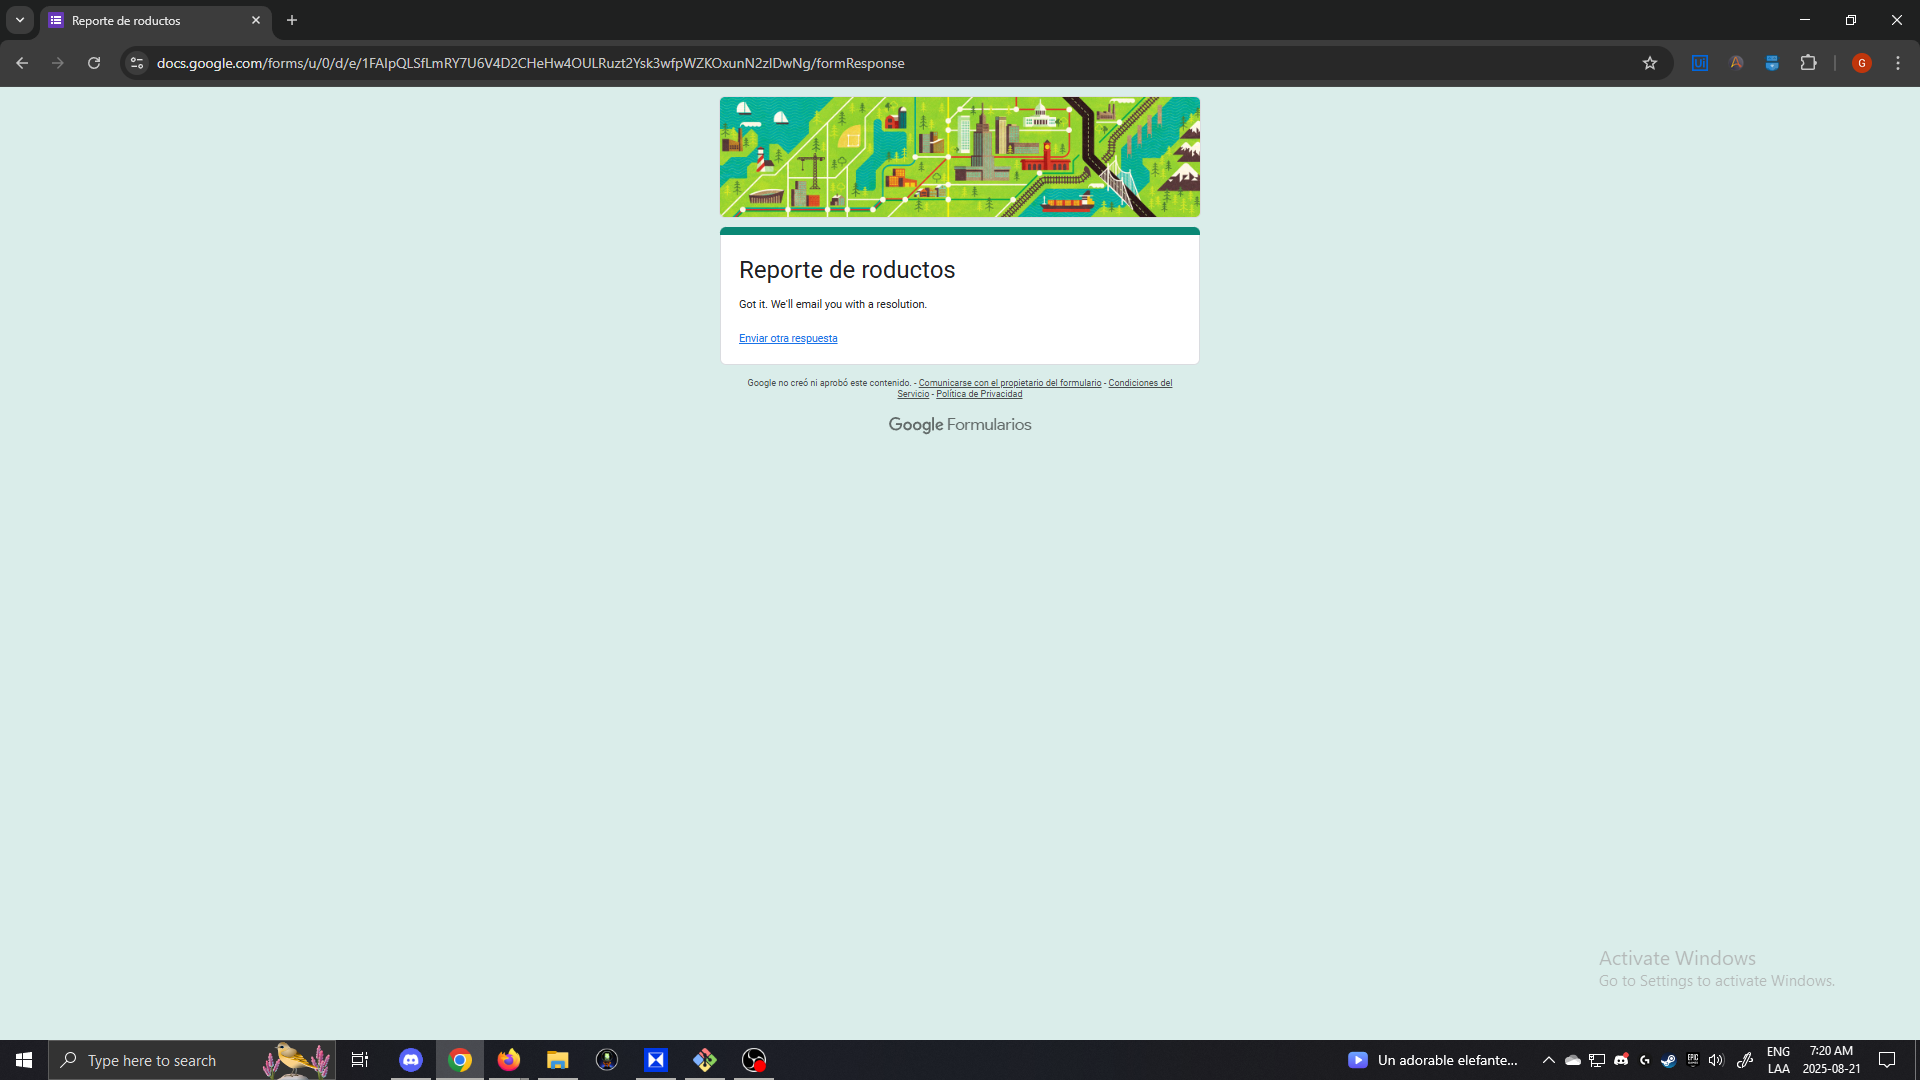 Reporte de roductos
docs.google.com/forms/u/0/d/e/1FAIpQLSfLmRY7U6V4D2CHeHw4OULRuzt2Ysk3wfpWZKOxunN2zIDwNg/formResponse
G
Reporte de roductos
Got it. We'll email you with a resolution.
Enviar otra respuesta
Google no creó ni aprobó este contenido. - Comunicarse con el propietario del formulario - Condiciones del
Servicio - Política de Privacidad
Google Formularios
Activate Windows
Go to Settings to activate Windows.
Type here to search
Un adorable elefante...
ENG
LAA
7:20 AM
2025-08-21